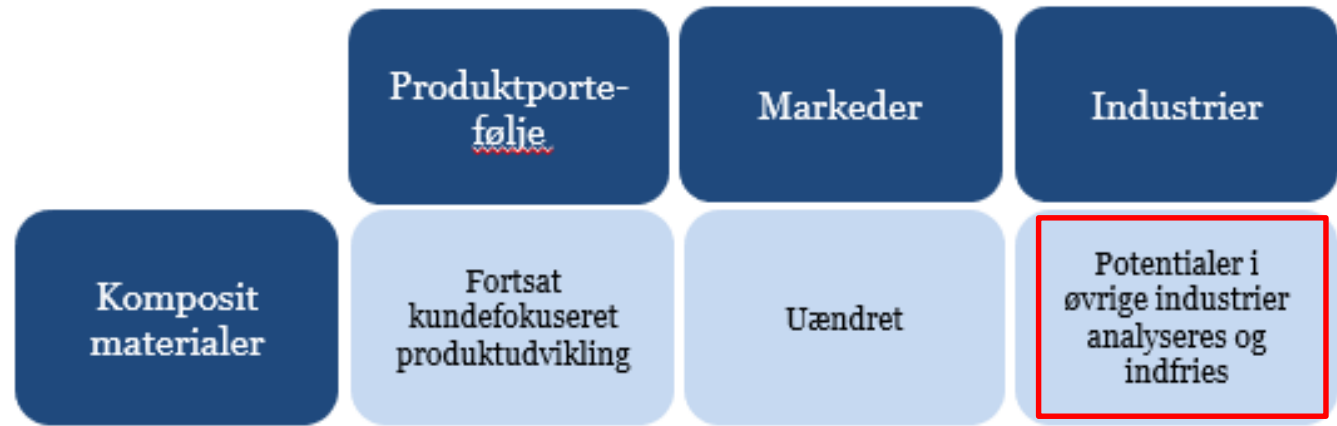 Produktporte-
følje
Markeder
Industrier
Komposit
materialer
Fortsat
kundefokuseret
produktudvikling
Uændret
Potentialer i
øvrige industrier
analyseres og
indfries